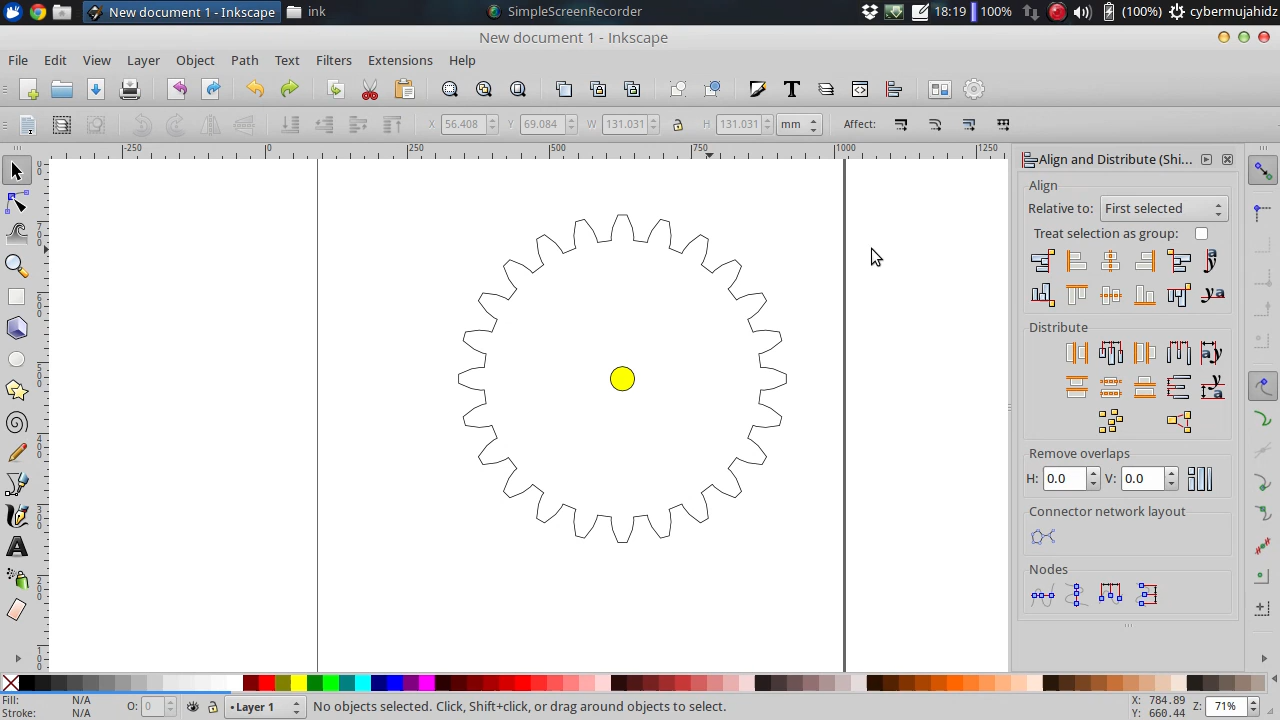 New document 1 - Inkscape
ink
SimpleScreenRecorder
18:19
100%
(100%)
cybermujahidz
New document 1 - Inkscape
File Edit View Layer Object Path Text Filters Extensions Help
X 56.408 Y 69.084 W 131.031 H 131.031 mm Affect:
-250 0 250 500 750 1000 1250
Align and Distribute (Shi...
Align
Relative to: First selected
Treat selection as group:
Distribute
Remove overlaps
H: 0.0 V: 0.0
Connector network layout
Nodes
Fill: N/A
Stroke: N/A
O: 0
Layer 1
No objects selected. Click, Shift+click, or drag around objects to select.
X: 784.89
Y: 660.44
Z: 71%